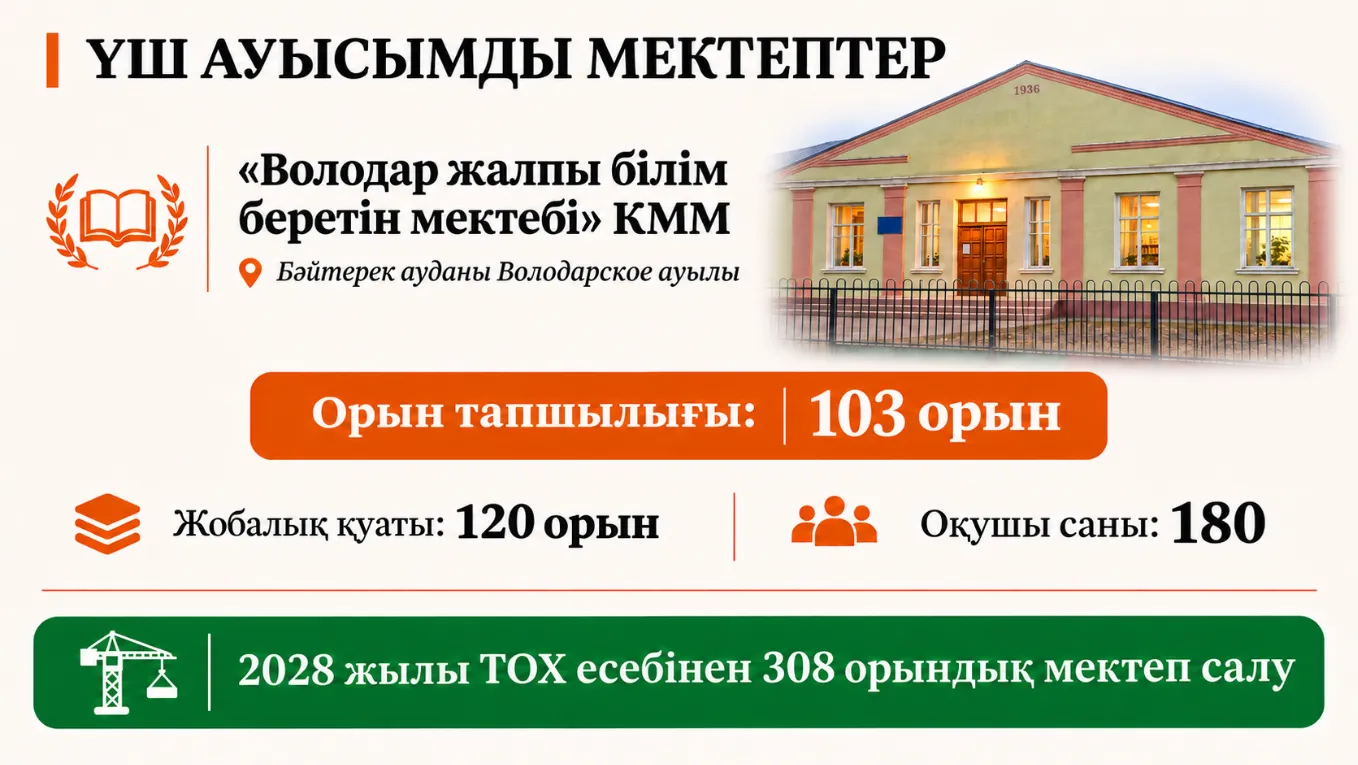 ҮШ АУЫСЫМДЫ МЕКТЕПТЕР
1936
«Володар жалпы білім
беретін мектебі» КММ
Бәйтерек ауданы Володарское ауылы
Орын тапшылығы: 103 орын
Жобалық қуаты: 120 орын
Оқушы саны: 180
2028 жылы ТОХ есебінен 308 орындық мектеп салу